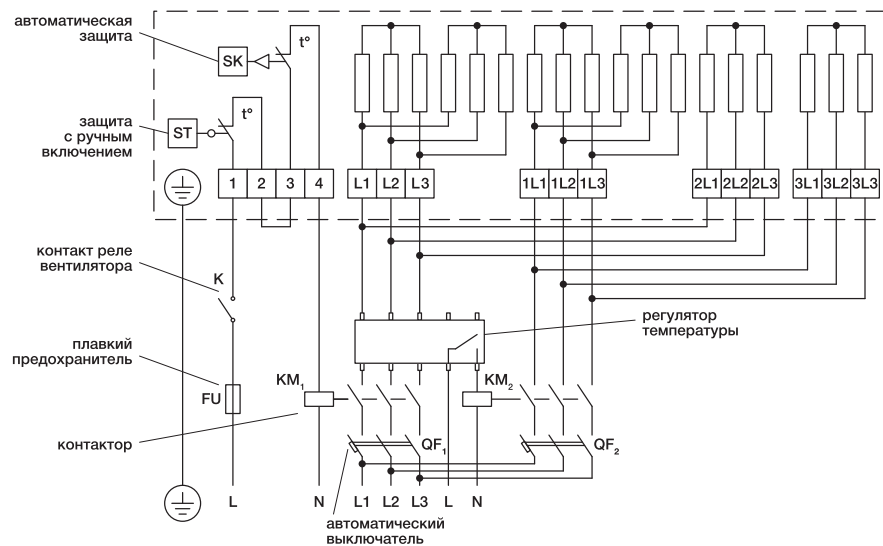 автоматическая
защита
SK
t°
защита
с ручным
включением
ST
t°
1 2 3 4
L1 L2 L3
1L1 1L2 1L3
2L1 2L2 2L3
3L1 3L2 3L3
контакт реле
вентилятора
K
регулятор
температуры
плавкий
предохранитель
FU
KM1
KM2
контактор
QF1
QF2
L N L1 L2 L3 L N
автоматический
выключатель